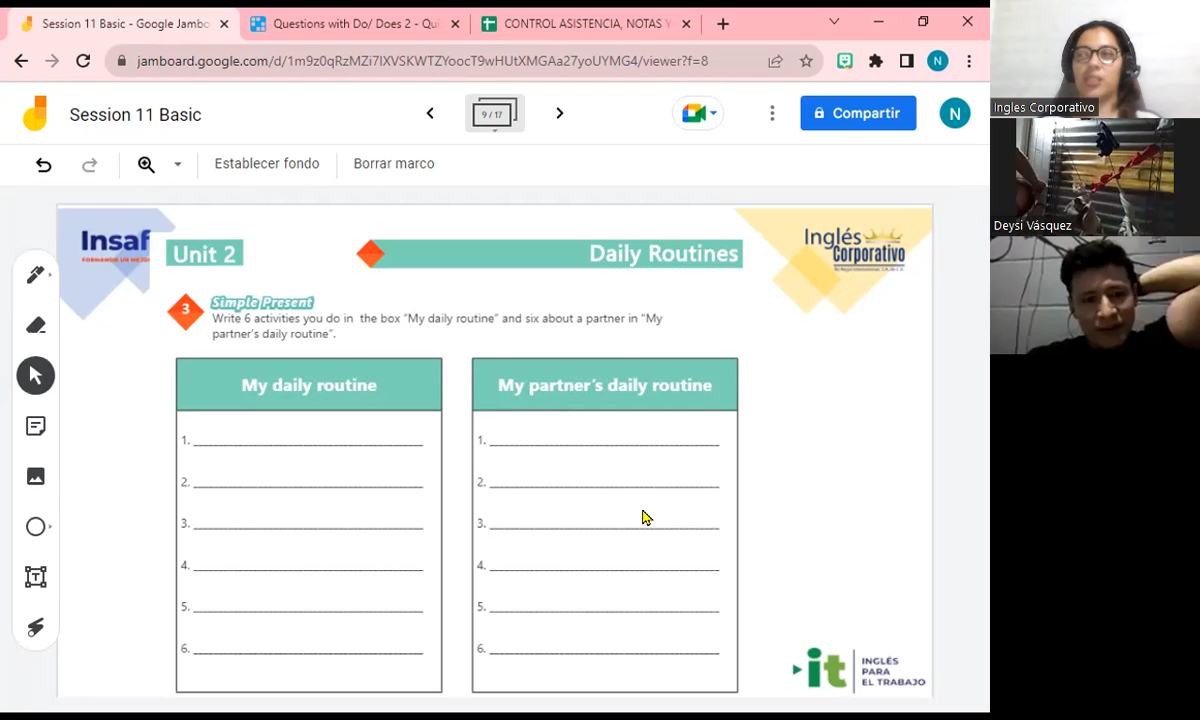 Session 11 Basic - Google Jambo
Questions with Do/ Does 2 - Qui
CONTROL ASISTENCIA, NOTAS Y
jamboard.google.com/d/1m9z0qRzMZi7IXVSKWTZYoocT9wHUtXMGAa27yoUYMG4/viewer?f=8
N
Session 11 Basic
9 / 17
Compartir
N
Establecer fondo
Borrar marco
Insaf
Unit 2
Daily Routines
Inglés
Corporativo
3
Simple Present
Write 6 activities you do in the box "My daily routine" and six about a partner in "My
partner's daily routine".
My daily routine
1.
2.
3.
4.
5.
6.
My partner's daily routine
1.
2.
3.
4.
5.
6.
it
INGLÉS
PARA
EL TRABAJO
Ingles Corporativo
Deysi Vásquez